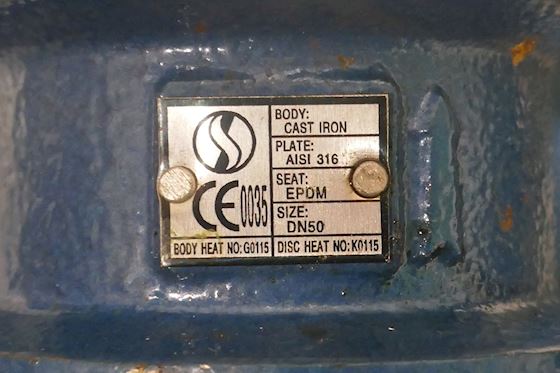 BODY:
CAST IRON
PLATE:
AISI 316
SEAT:
EPDM
SIZE:
DN50
CE 0035
BODY HEAT NO: G0115
DISC HEAT NO: K0115